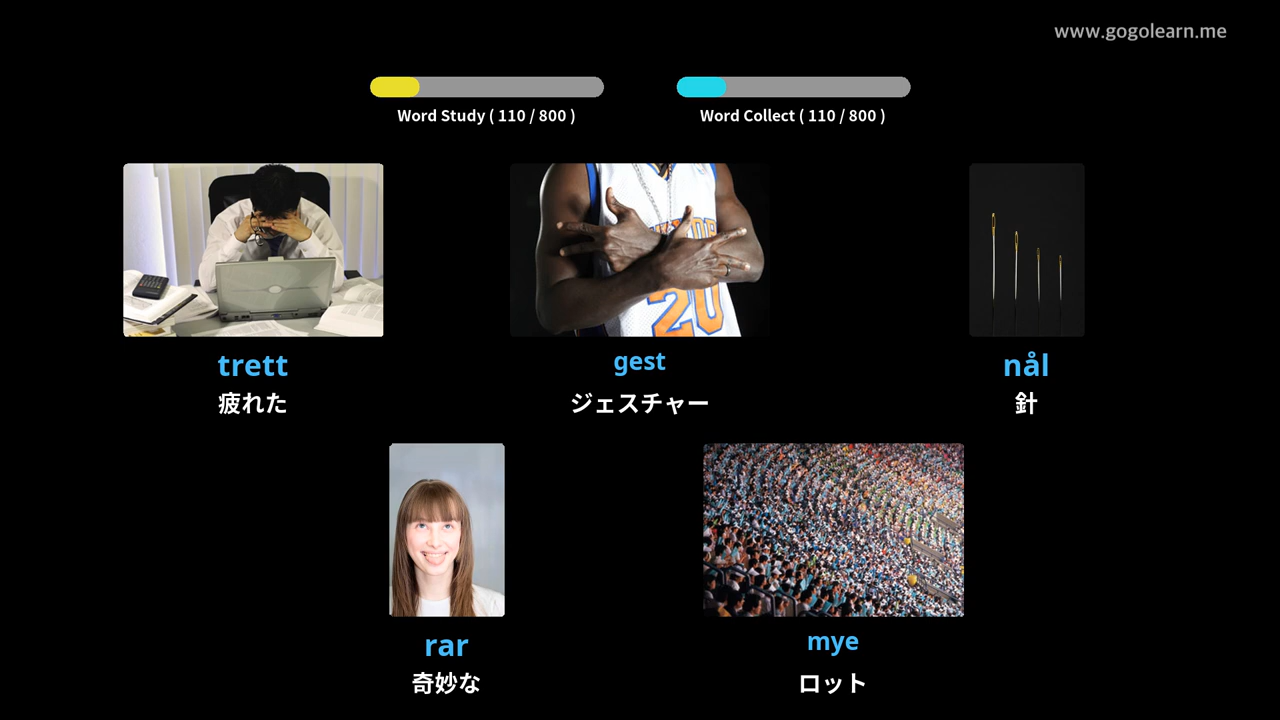 www.gogolearn.me
Word Study ( 110 / 800 )
Word Collect ( 110 / 800 )
20
trett
疲れた
gest
ジェスチャー
nål
針
rar
奇妙な
mye
ロット